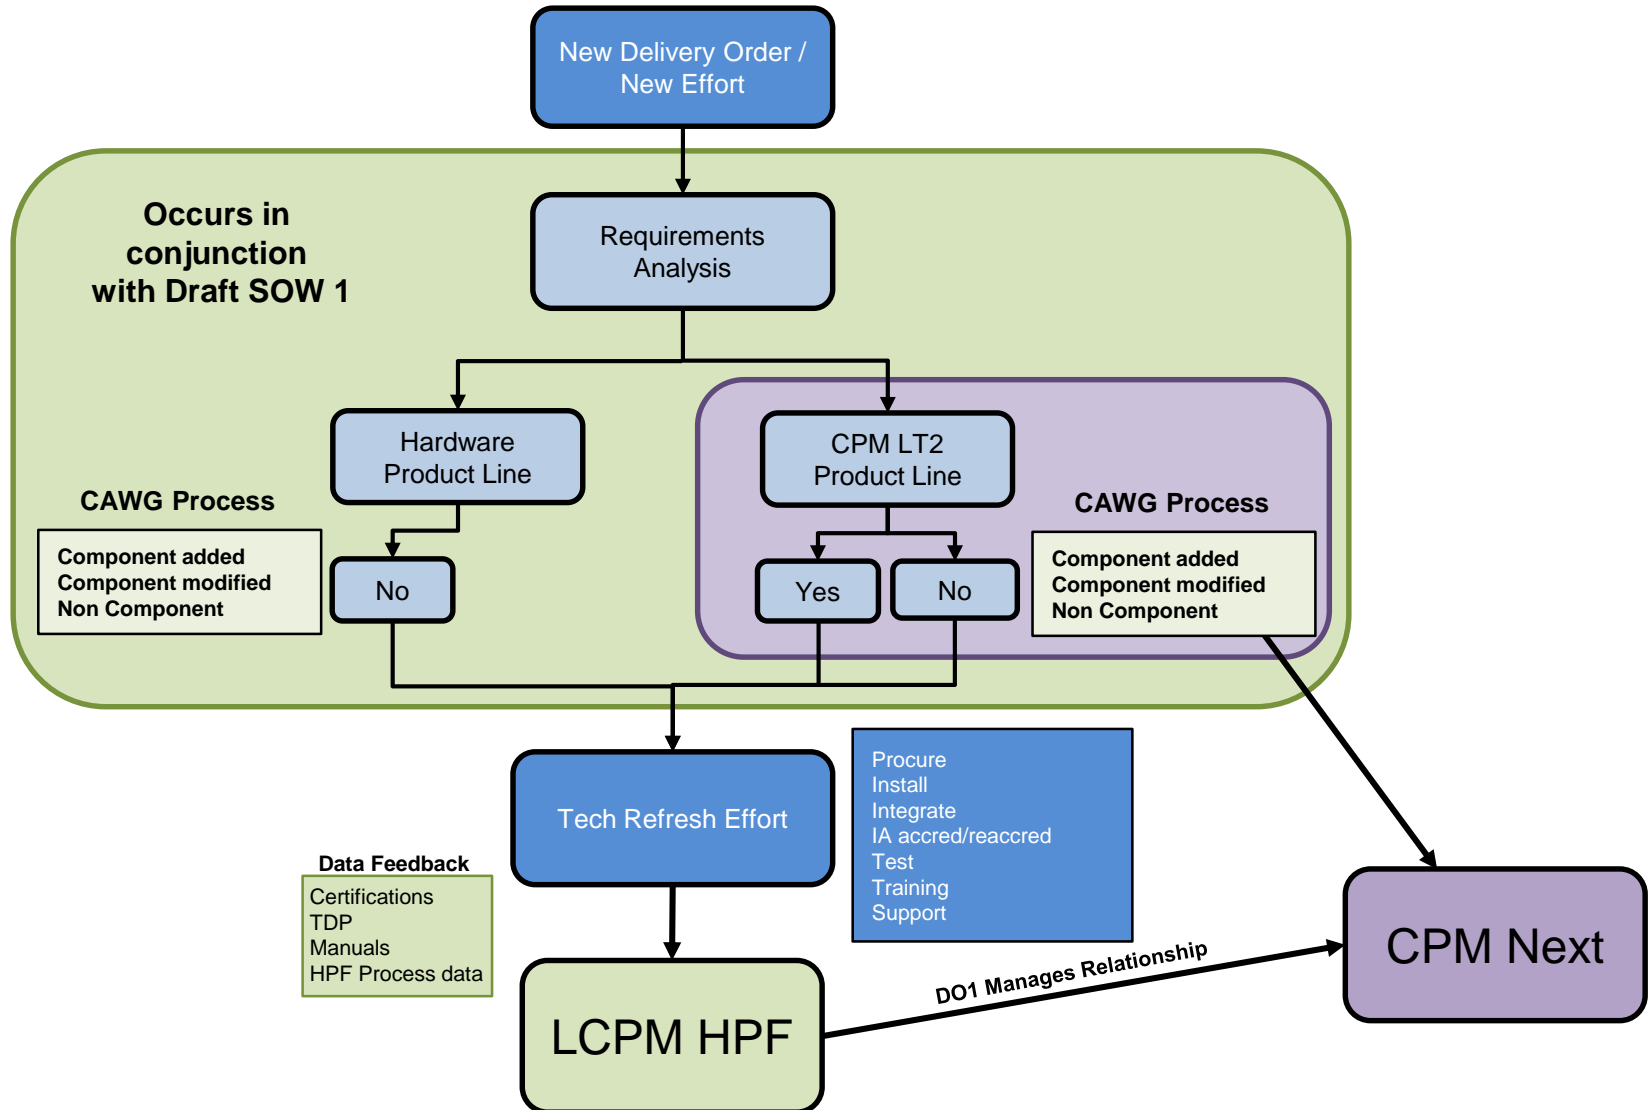 New Delivery Order /
New Effort
Occurs in
conjunction
with Draft SOW 1
Requirements
Analysis
Hardware
Product Line
CPM LT2
Product Line
CAWG Process
Component added
Component modified
Non Component
No
Yes
No
CAWG Process
Component added
Component modified
Non Component
Tech Refresh Effort
Procure
Install
Integrate
IA accred/reaccred
Test
Training
Support
Data Feedback
Certifications
TDP
Manuals
HPF Process data
LCPM HPF
DO1 Manages Relationship
CPM Next